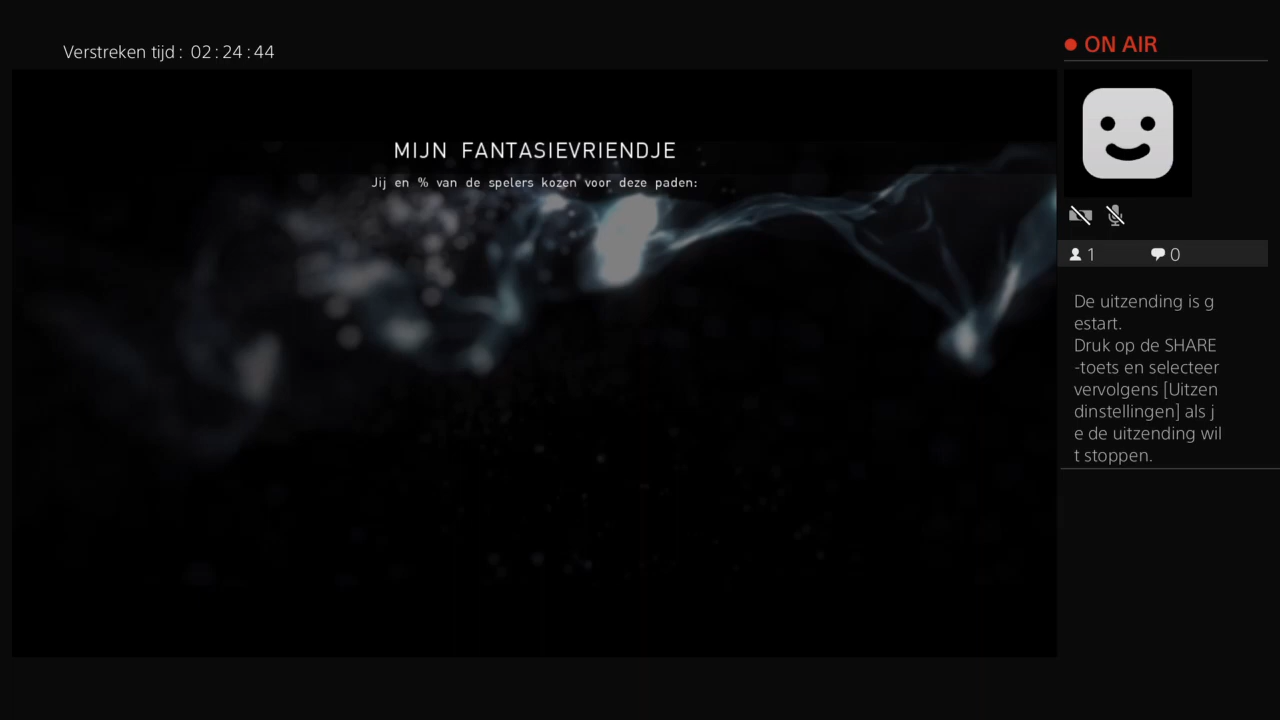 Verstreken tijd : 02 : 24 : 44
ON AIR
MIJN FANTASIEVRIENDJE
Jij en % van de spelers kozen voor deze paden:
1 0
De uitzending is g
estart.
Druk op de SHARE
-toets en selecteer
vervolgens [Uitzen
dinstellingen] als j
e de uitzending wil
t stoppen.